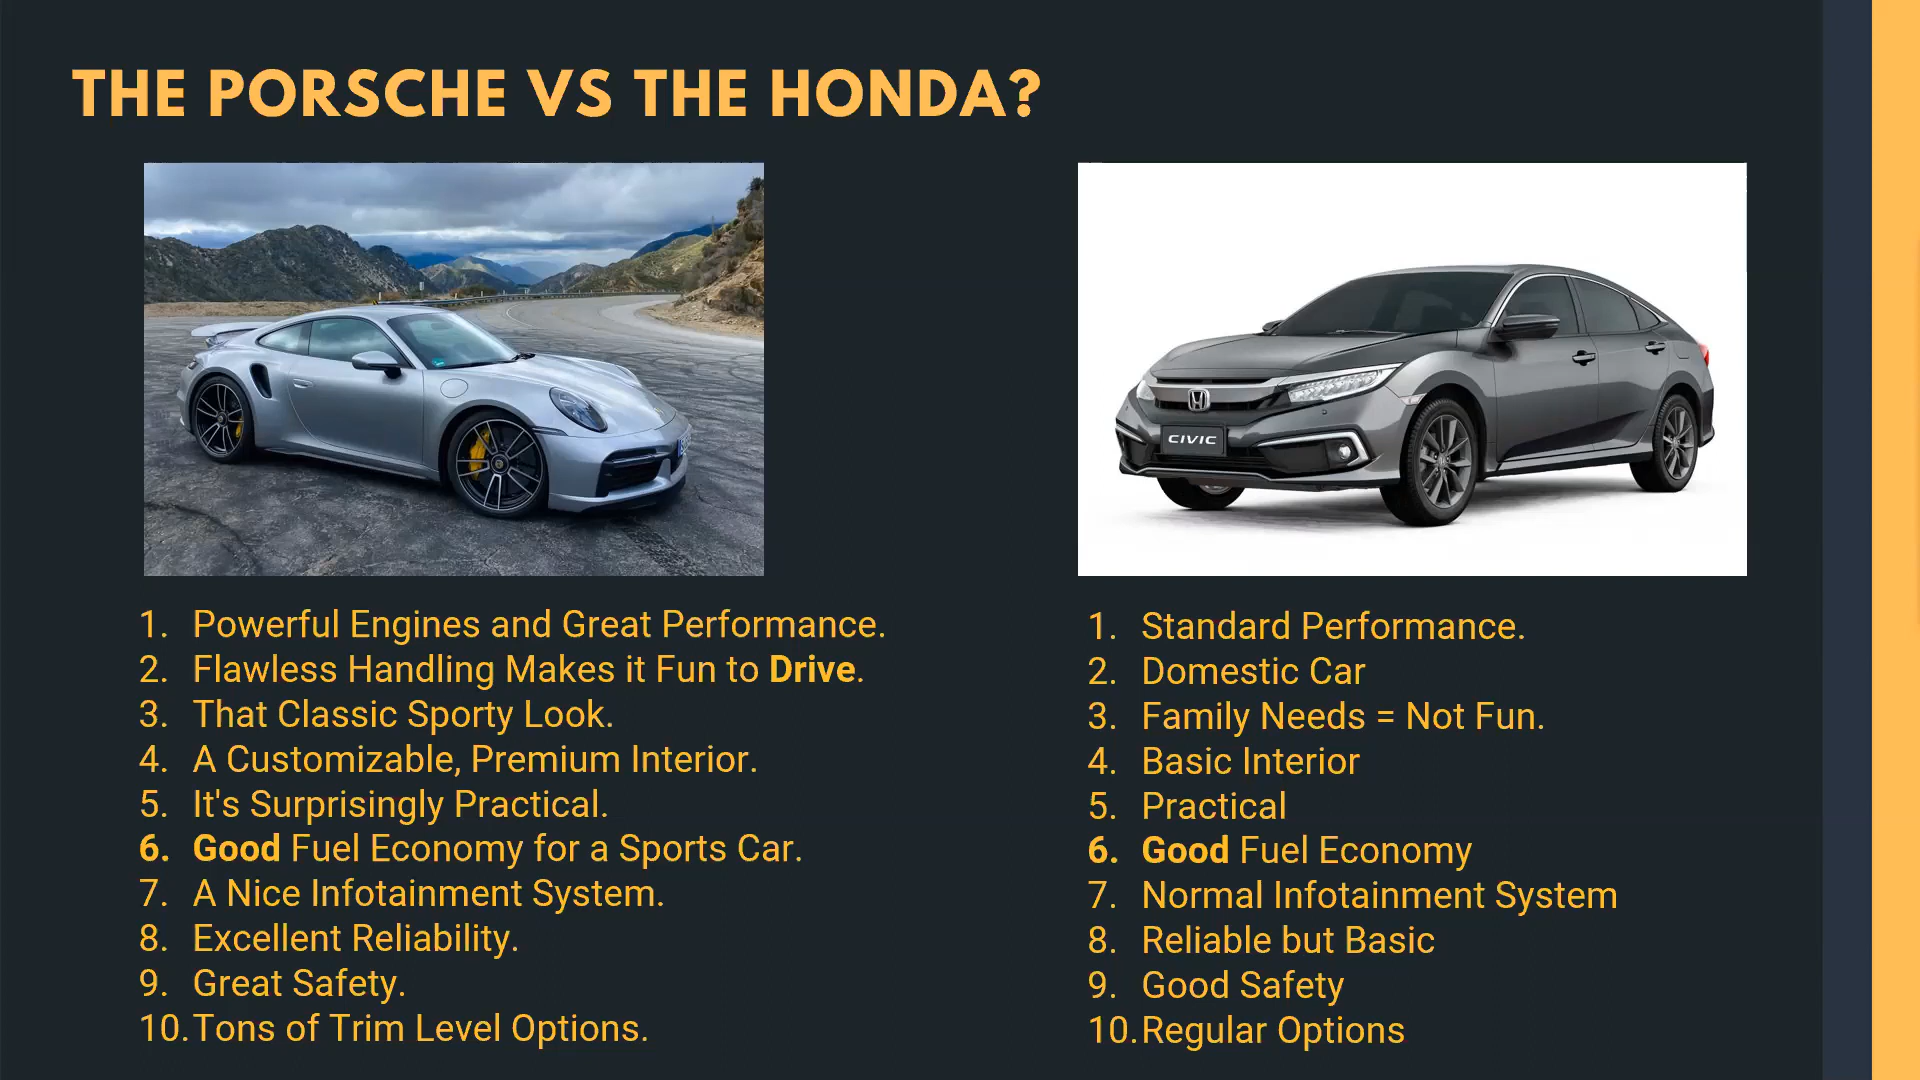 THE PORSCHE VS THE HONDA?
CIVIC
1. Powerful Engines and Great Performance.
2. Flawless Handling Makes it Fun to Drive.
3. That Classic Sporty Look.
4. A Customizable, Premium Interior.
5. It's Surprisingly Practical.
6. Good Fuel Economy for a Sports Car.
7. A Nice Infotainment System.
8. Excellent Reliability.
9. Great Safety.
10. Tons of Trim Level Options.
1. Standard Performance.
2. Domestic Car
3. Family Needs = Not Fun.
4. Basic Interior
5. Practical
6. Good Fuel Economy
7. Normal Infotainment System
8. Reliable but Basic
9. Good Safety
10. Regular Options